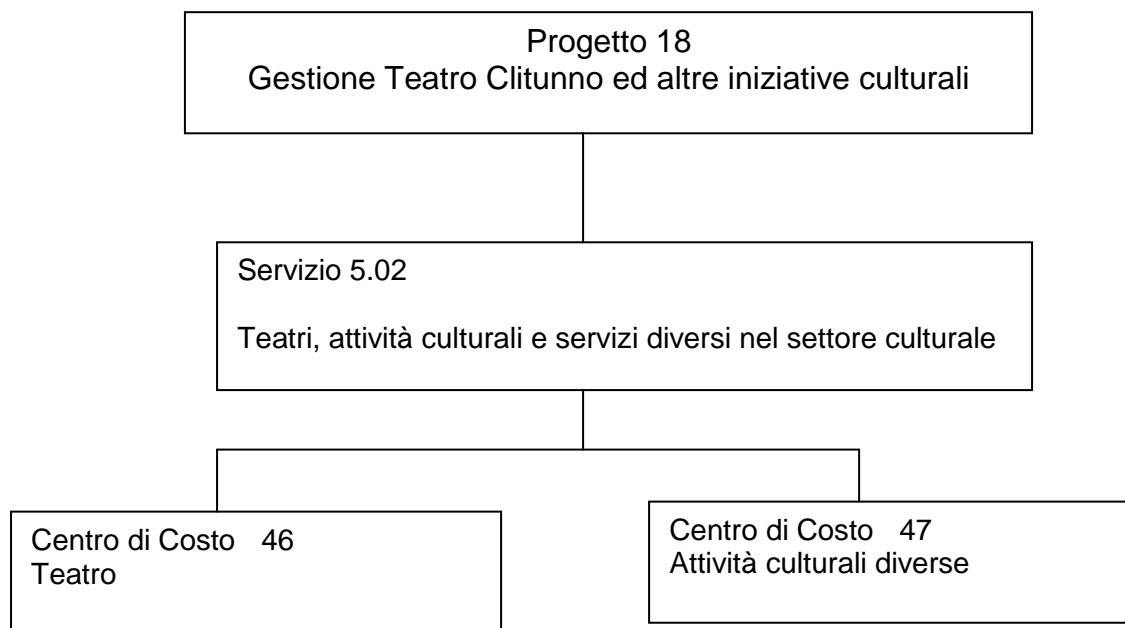 Progetto 18
Gestione Teatro Clitunno ed altre iniziative culturali
Servizio 5.02
Teatri, attività culturali e servizi diversi nel settore culturale
Centro di Costo 46
Teatro
Centro di Costo 47
Attività culturali diverse